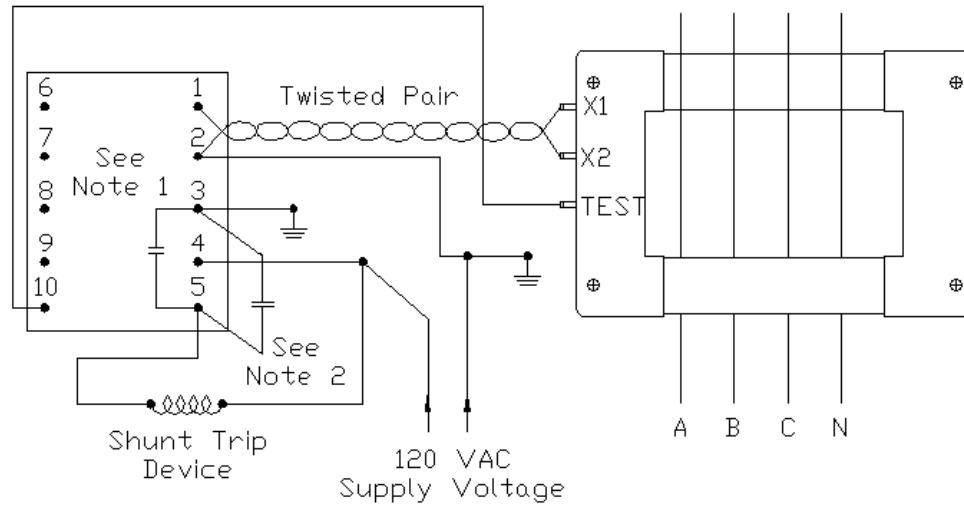 6
1
7
2
8
3
9
4
10
5
See
Note 1
Twisted Pair
X1
X2
TEST
See
Note 2
Shunt Trip
Device
120 VAC
Supply Voltage
A B C N